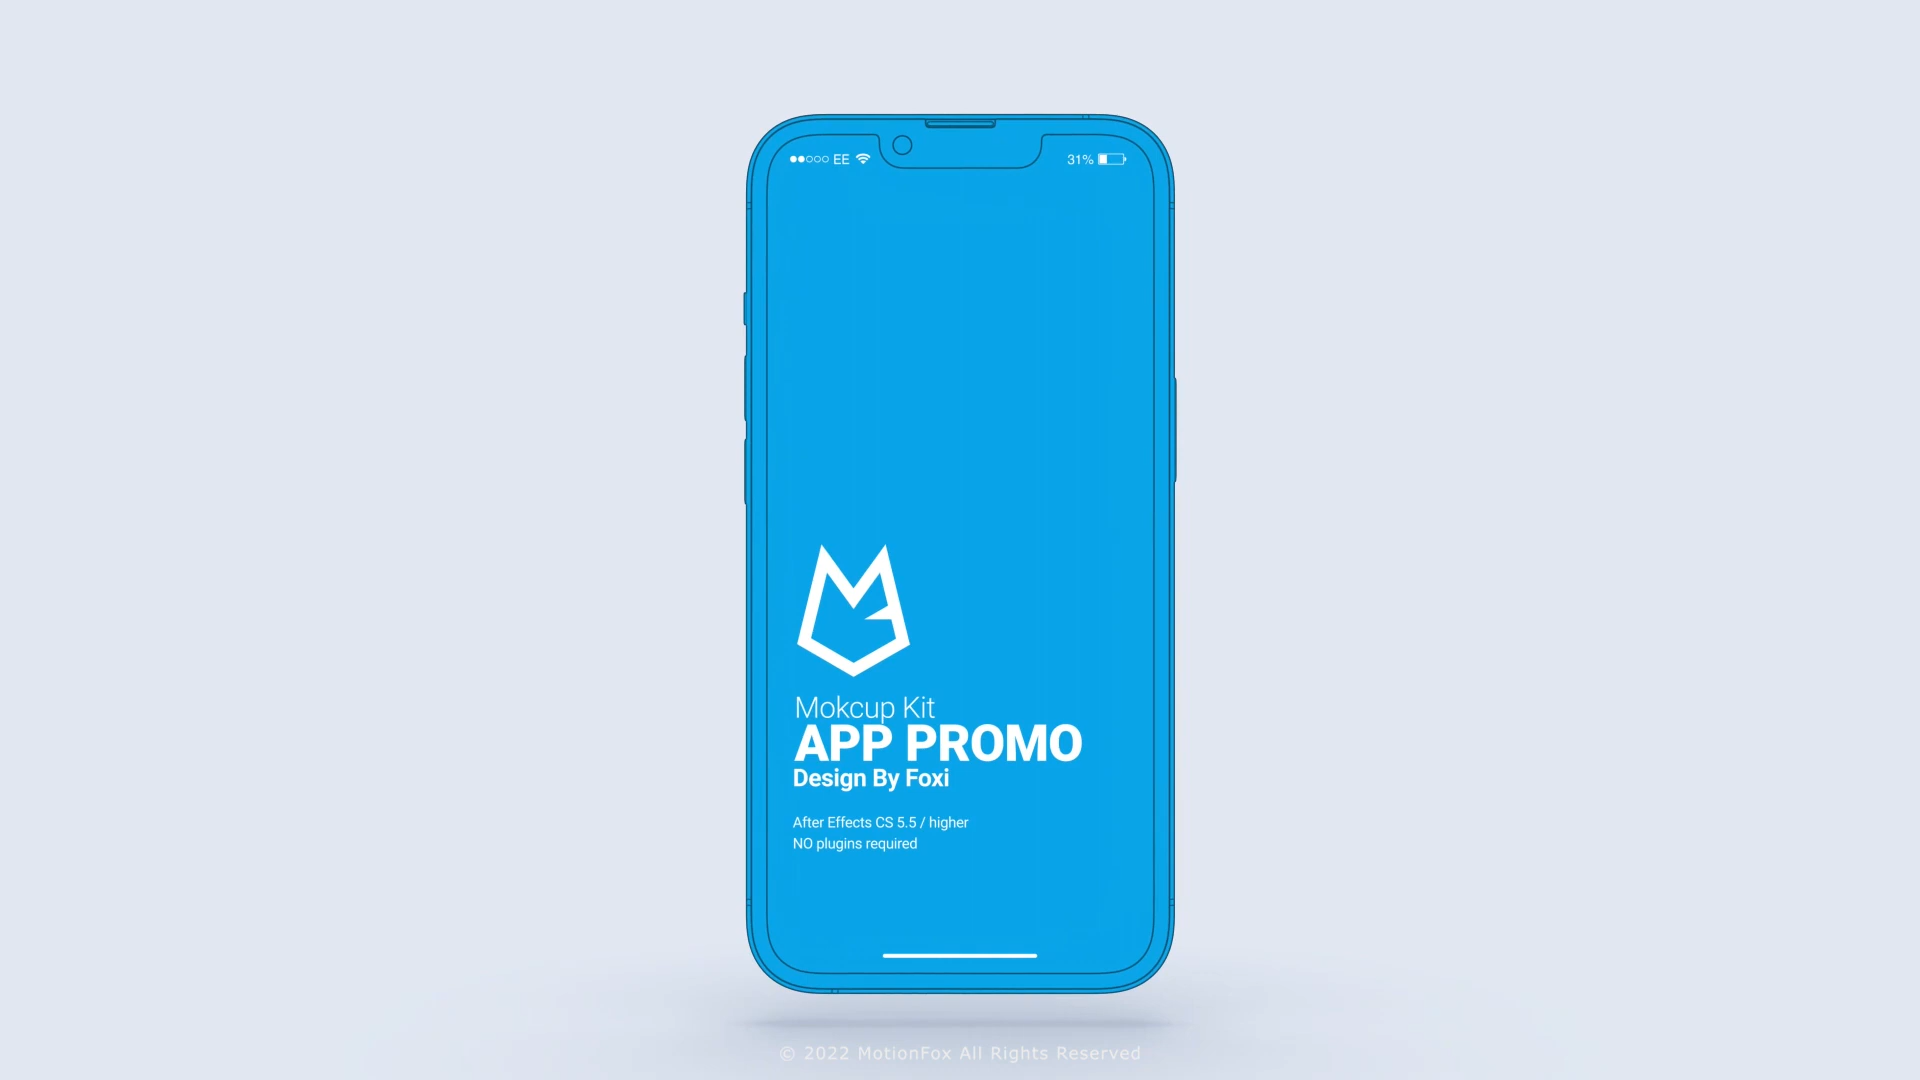 EE
31%
Mokcup Kit
APP PROMO
Design By Foxi
After Effects CS 5.5 / higher
NO plugins required
© 2022 MotionFox All Rights Reserved